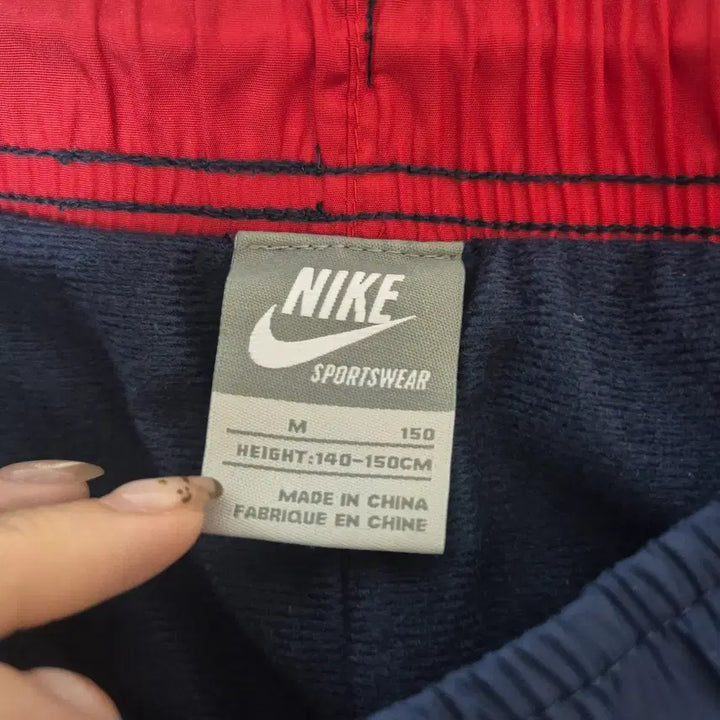 NIKE
SPORTSWEAR
M 150
HEIGHT:140-150CM
MADE IN CHINA
FABRIQUE EN CHINE